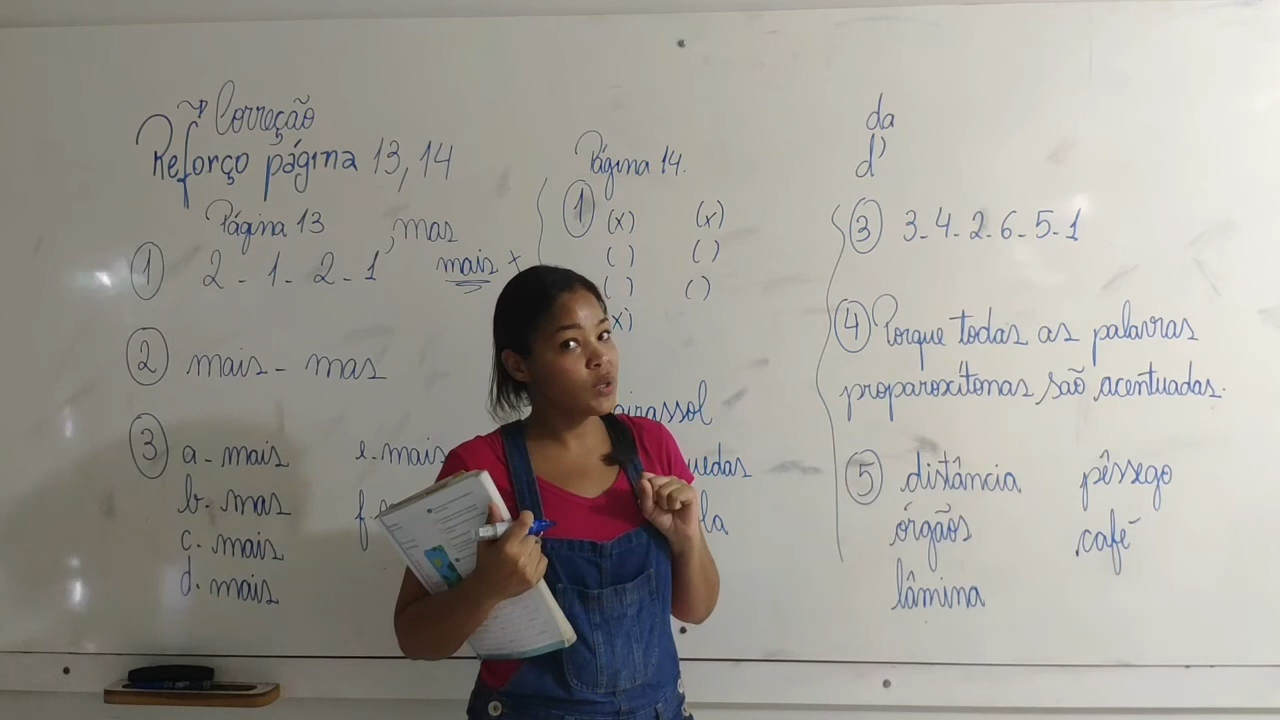 → Correção
Reforço página 13, 14
Página 13
, mas
① 2 - 1 - 2 - 1
mais +
② mais - mas
③ a - mais
b. mas
c. mais
d. mais
e. mais
f.
Página 14.
① (x) (x)
( ) ( )
( ) ( )
x)
girassol
uedas
la
da
d'
③ 3 - 4 - 2 - 6 - 5 - 1
④ Porque todas as palavras
proparoxítonas são acentuadas.
⑤ distância pêssego
órgãos café
lâmina